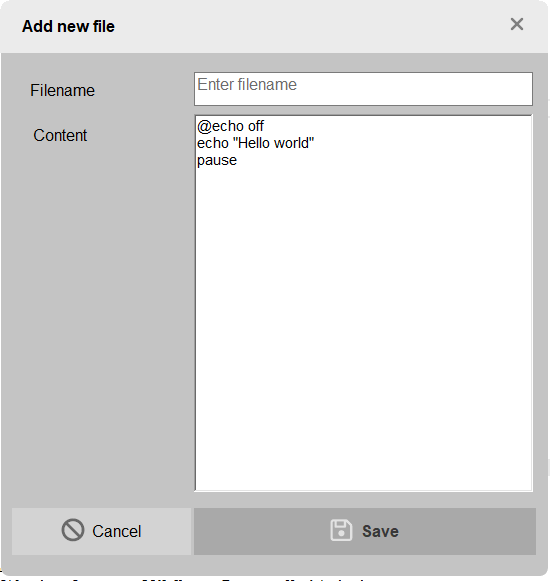 Add new file
Filename
Enter filename
Content
@echo off
echo "Hello world"
pause
Cancel
Save